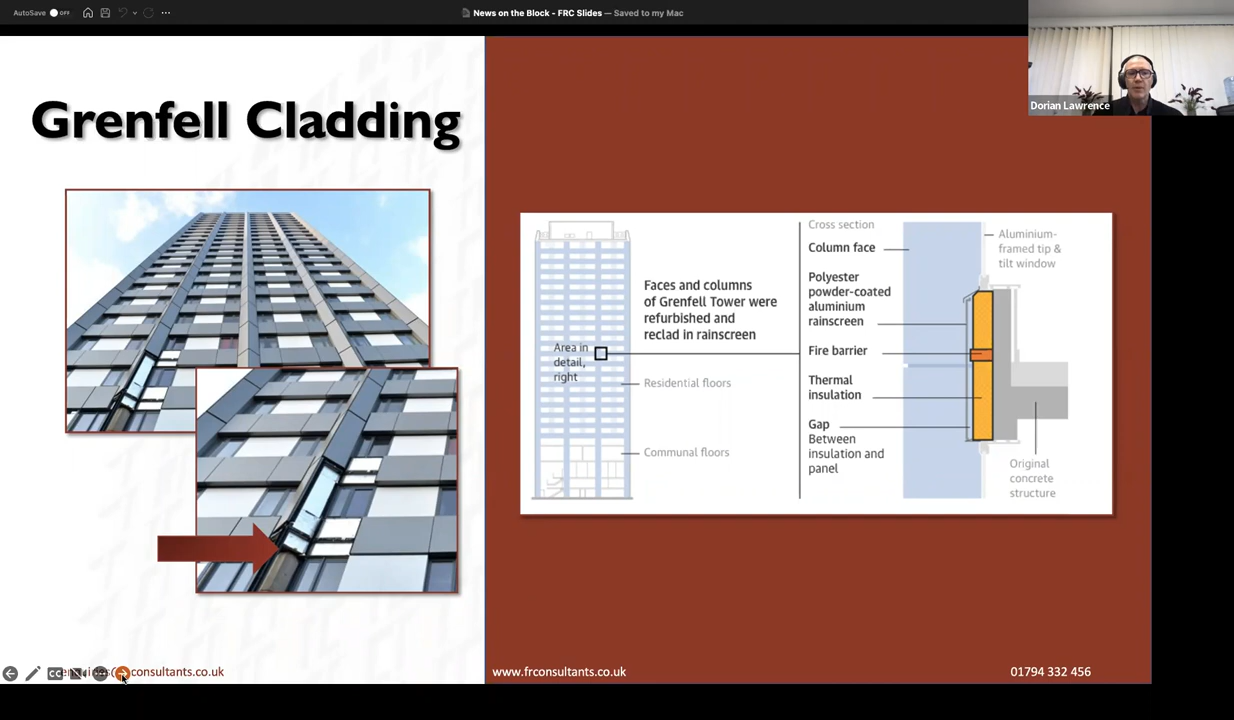 AutoSave OFF
News on the Block - FRC Slides — Saved to my Mac
Dorian Lawrence
Grenfell Cladding
Area in
detail,
right
Faces and columns
of Grenfell Tower were
refurbished and
reclad in rainscreen
Residential floors
Communal floors
Cross section
Column face
Polyester
powder-coated
aluminium
rainscreen
Fire barrier
Thermal
insulation
Gap
Between
insulation and
panel
Aluminium-
framed tip &
tilt window
Original
concrete
structure
CC
consultants.co.uk
www.frconsultants.co.uk
01794 332 456